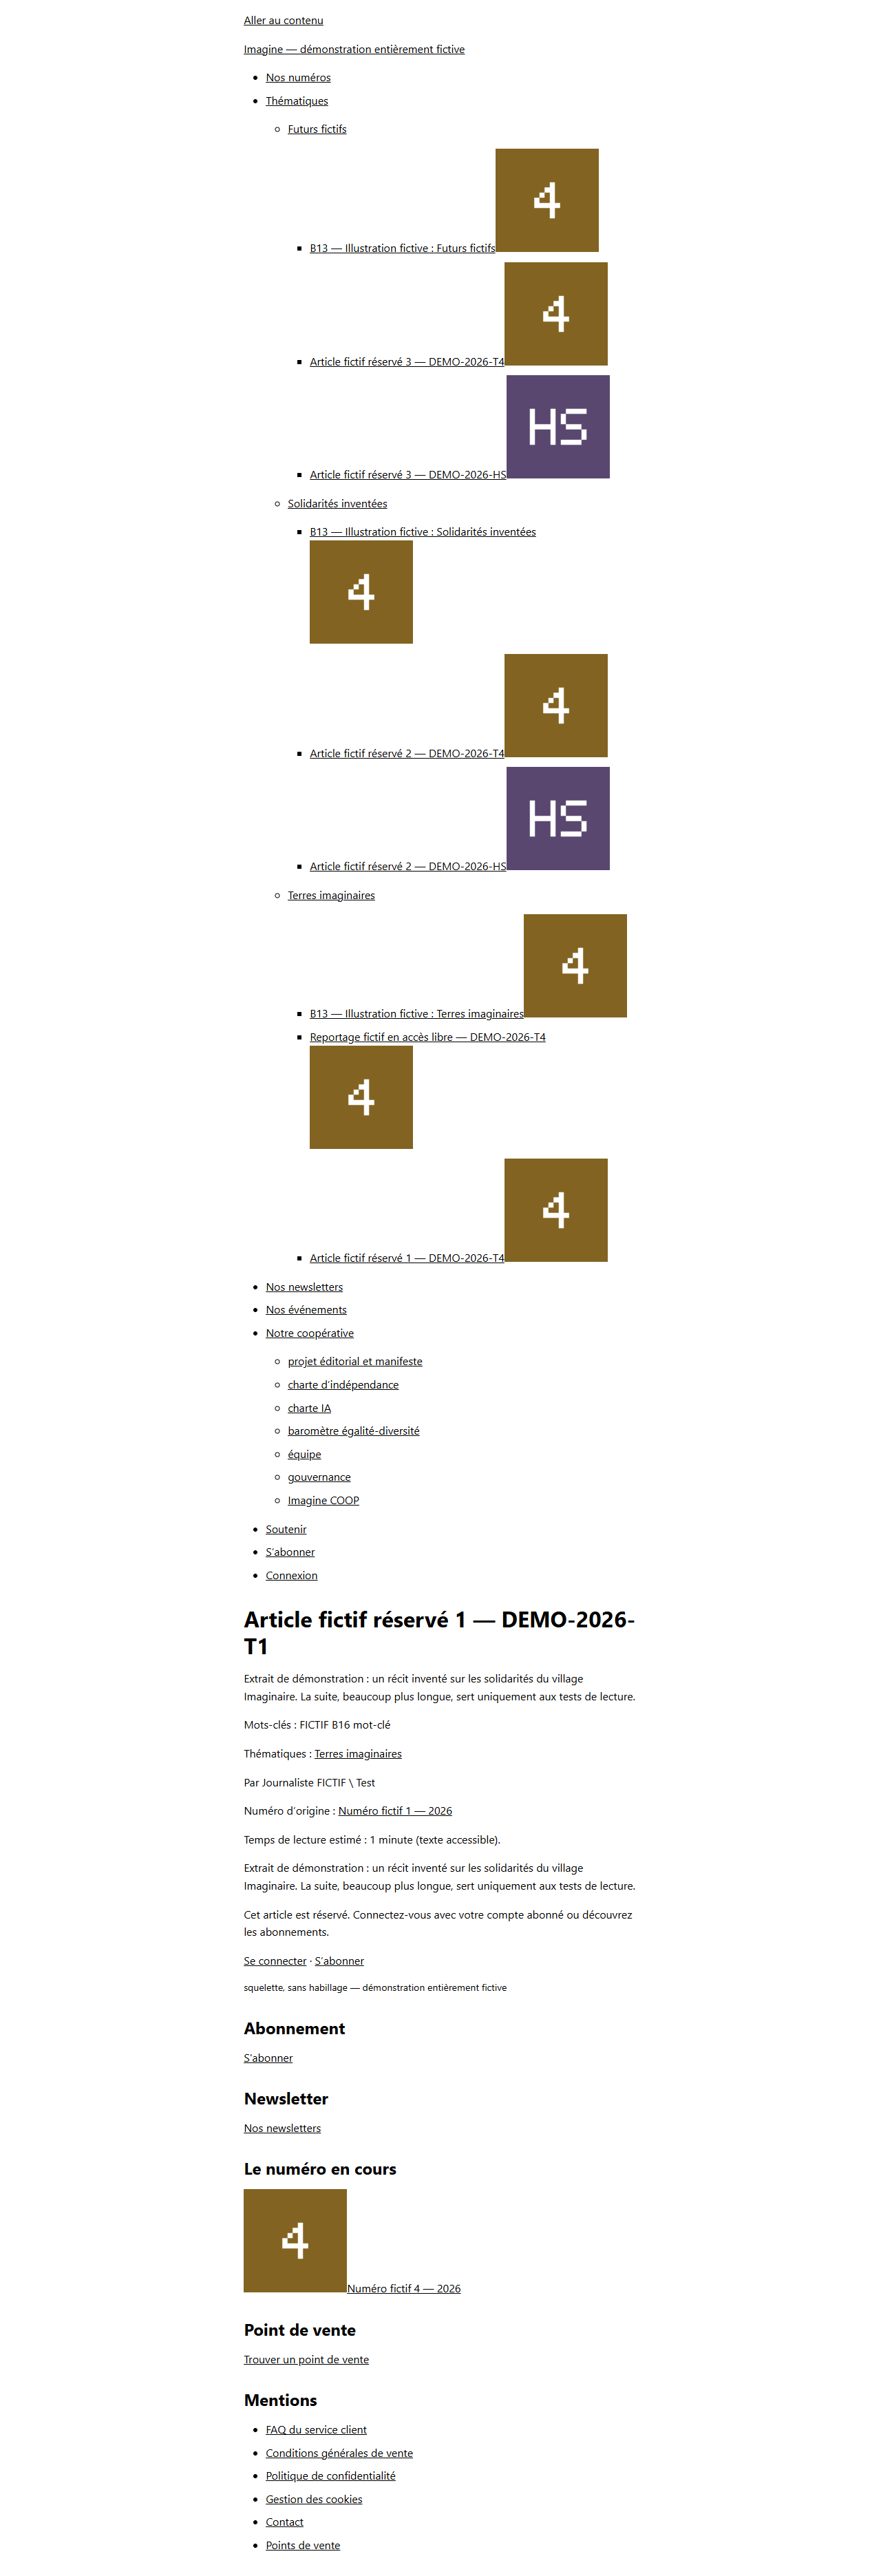 Aller au contenu
Imagine — démonstration entièrement fictive
Nos numéros
Thématiques
Futurs fictifs
4
B13 — Illustration fictive : Futurs fictifs
4
Article fictif réservé 3 — DEMO-2026-T4
HS
Article fictif réservé 3 — DEMO-2026-HS
Solidarités inventées
B13 — Illustration fictive : Solidarités inventées
4
4
Article fictif réservé 2 — DEMO-2026-T4
HS
Article fictif réservé 2 — DEMO-2026-HS
Terres imaginaires
4
B13 — Illustration fictive : Terres imaginaires
Reportage fictif en accès libre — DEMO-2026-T4
4
4
Article fictif réservé 1 — DEMO-2026-T4
Nos newsletters
Nos événements
Notre coopérative
projet éditorial et manifeste
charte d’indépendance
charte IA
baromètre égalité-diversité
équipe
gouvernance
Imagine COOP
Soutenir
S’abonner
Connexion
Article fictif réservé 1 — DEMO-2026-
T1
Extrait de démonstration : un récit inventé sur les solidarités du village
Imaginaire. La suite, beaucoup plus longue, sert uniquement aux tests de lecture.
Mots-clés : FICTIF B16 mot-clé
Thématiques : Terres imaginaires
Par Journaliste FICTIF \ Test
Numéro d’origine : Numéro fictif 1 — 2026
Temps de lecture estimé : 1 minute (texte accessible).
Extrait de démonstration : un récit inventé sur les solidarités du village
Imaginaire. La suite, beaucoup plus longue, sert uniquement aux tests de lecture.
Cet article est réservé. Connectez-vous avec votre compte abonné ou découvrez
les abonnements.
Se connecter · S’abonner
squelette, sans habillage — démonstration entièrement fictive
Abonnement
S’abonner
Newsletter
Nos newsletters
Le numéro en cours
4
Numéro fictif 4 — 2026
Point de vente
Trouver un point de vente
Mentions
FAQ du service client
Conditions générales de vente
Politique de confidentialité
Gestion des cookies
Contact
Points de vente